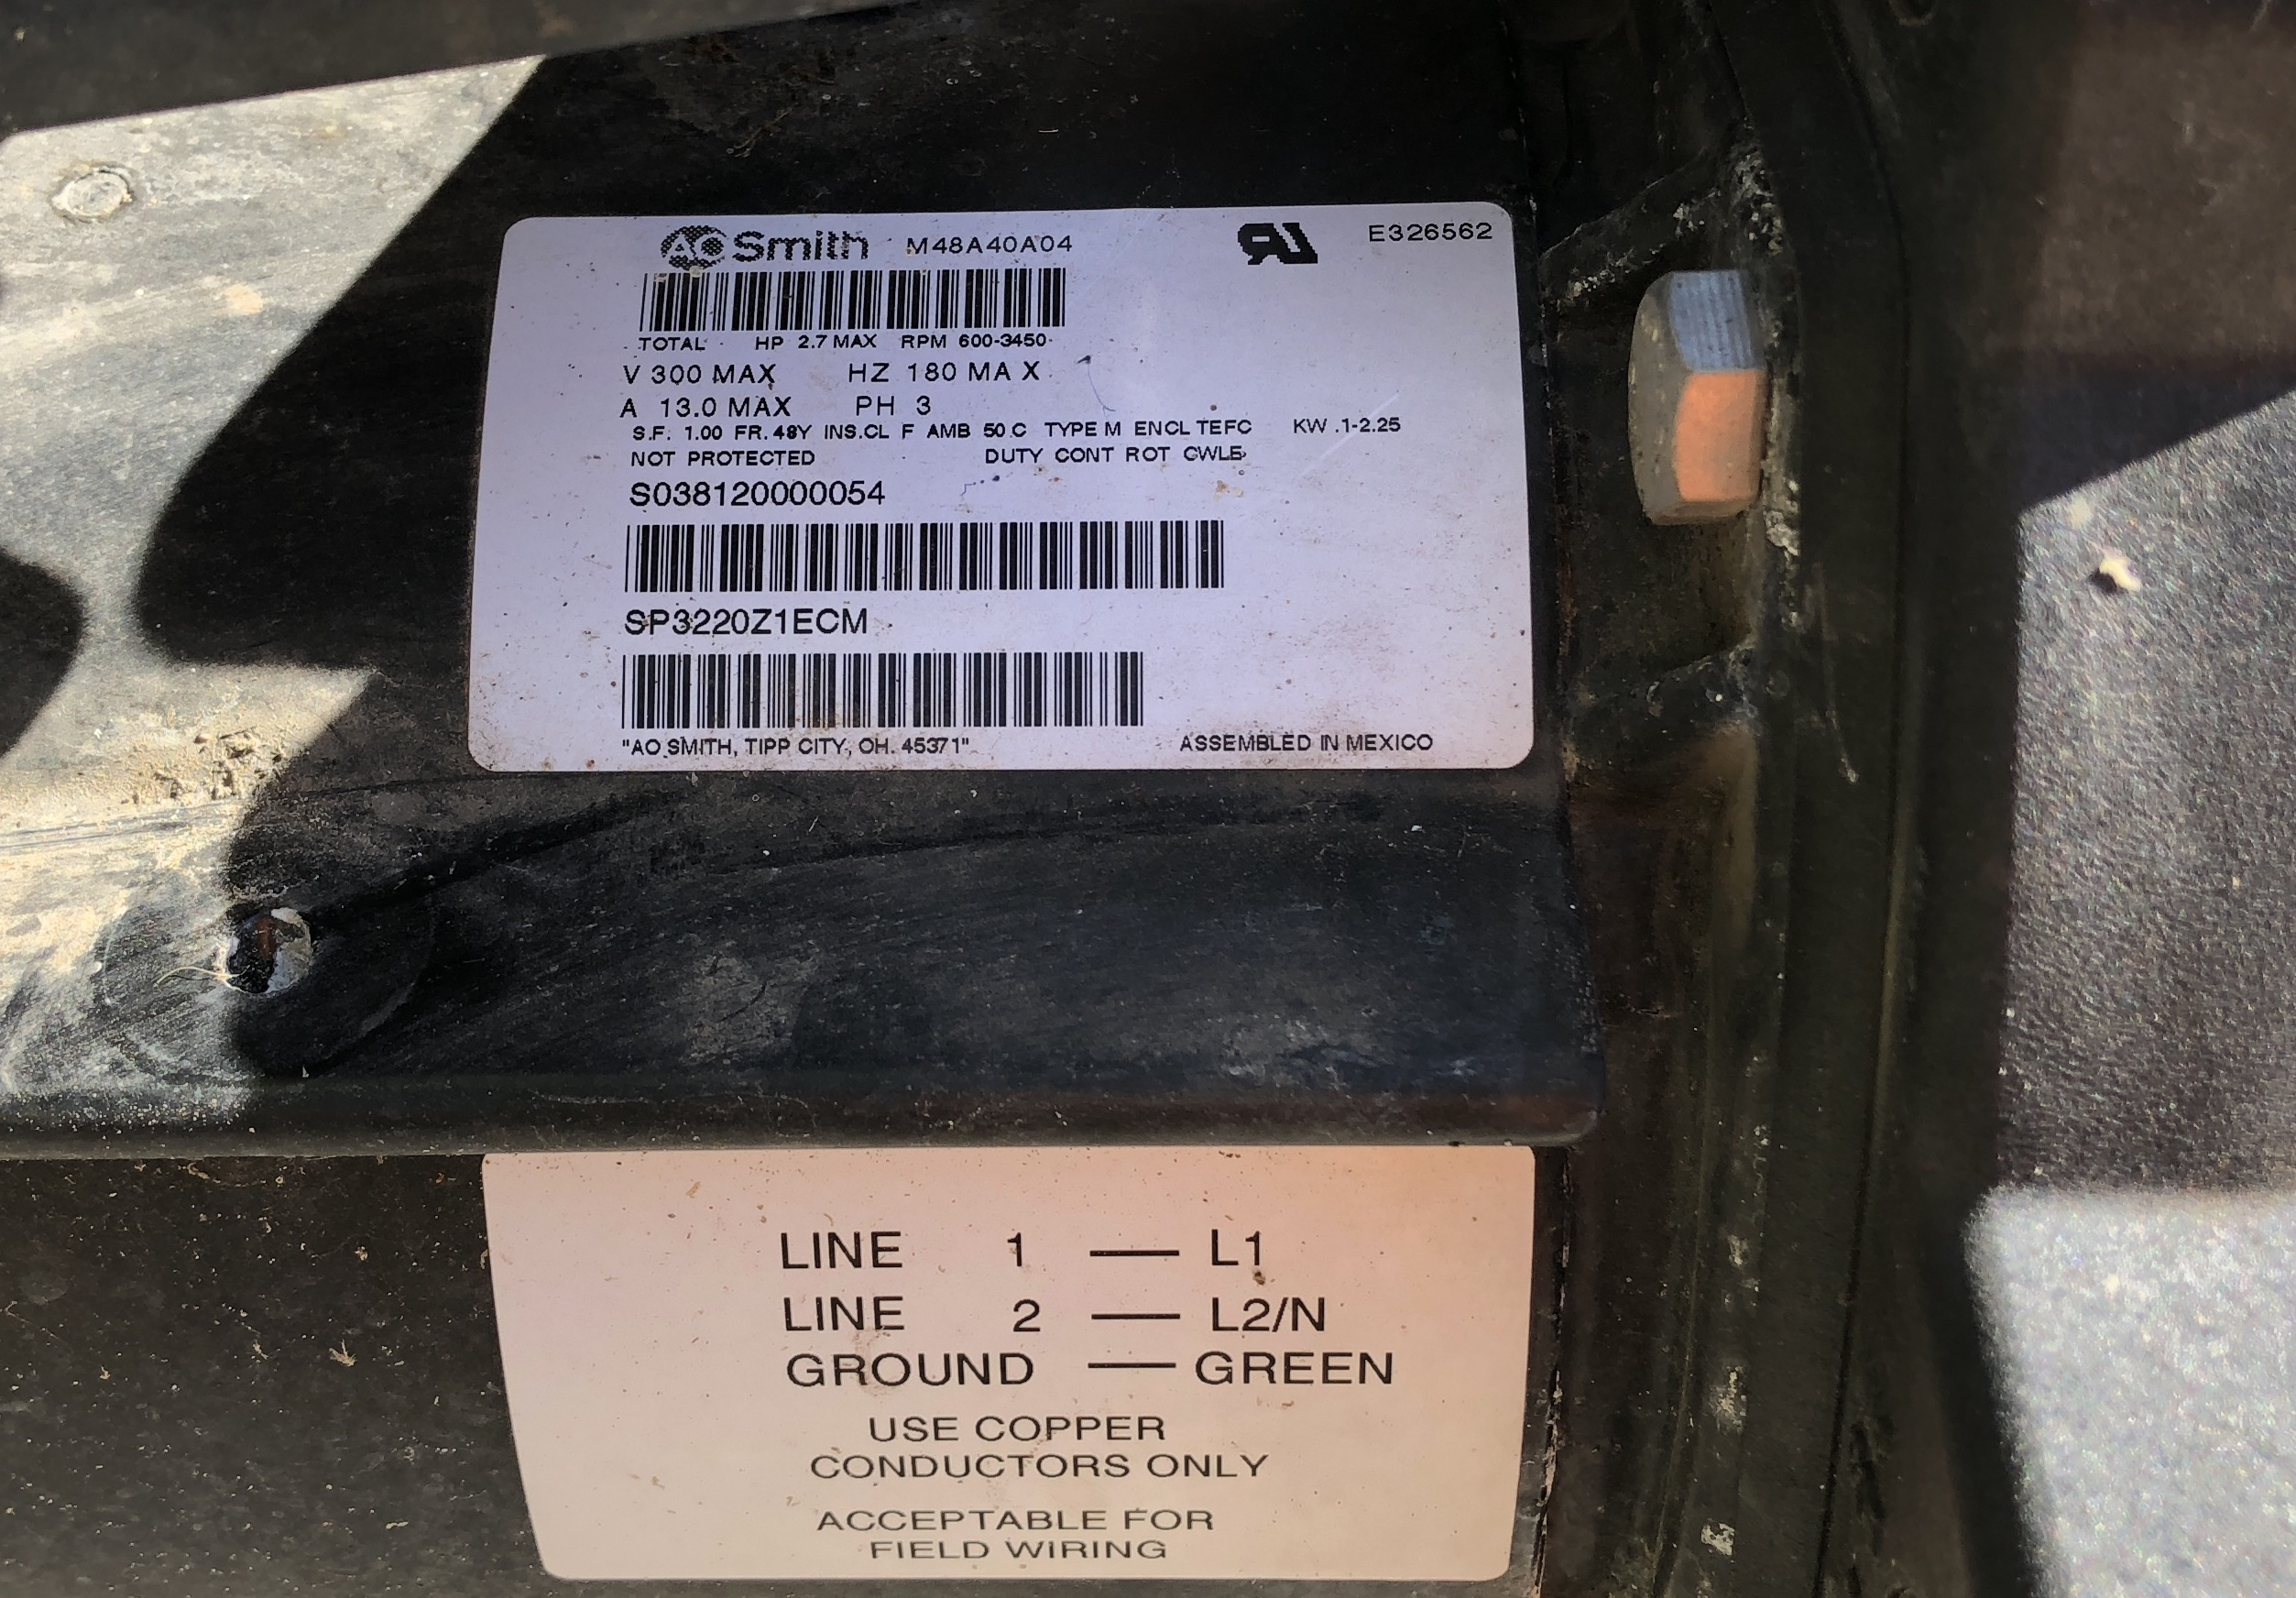 AO Smith M48A40A04 RU E326562
TOTAL HP 2.7 MAX RPM 600-3450
V 300 MAX HZ 180 MA X
A 13.0 MAX PH 3
S.F. 1.00 FR. 48Y INS.CL F AMB 50 C TYPE M ENCL TEFC KW .1-2.25
NOT PROTECTED DUTY CONT ROT CWLE
S038120000054
SP3220Z1ECM
"AO SMITH, TIPP CITY, OH. 45371" ASSEMBLED IN MEXICO
LINE 1 — L1
LINE 2 — L2/N
GROUND — GREEN
USE COPPER
CONDUCTORS ONLY
ACCEPTABLE FOR
FIELD WIRING